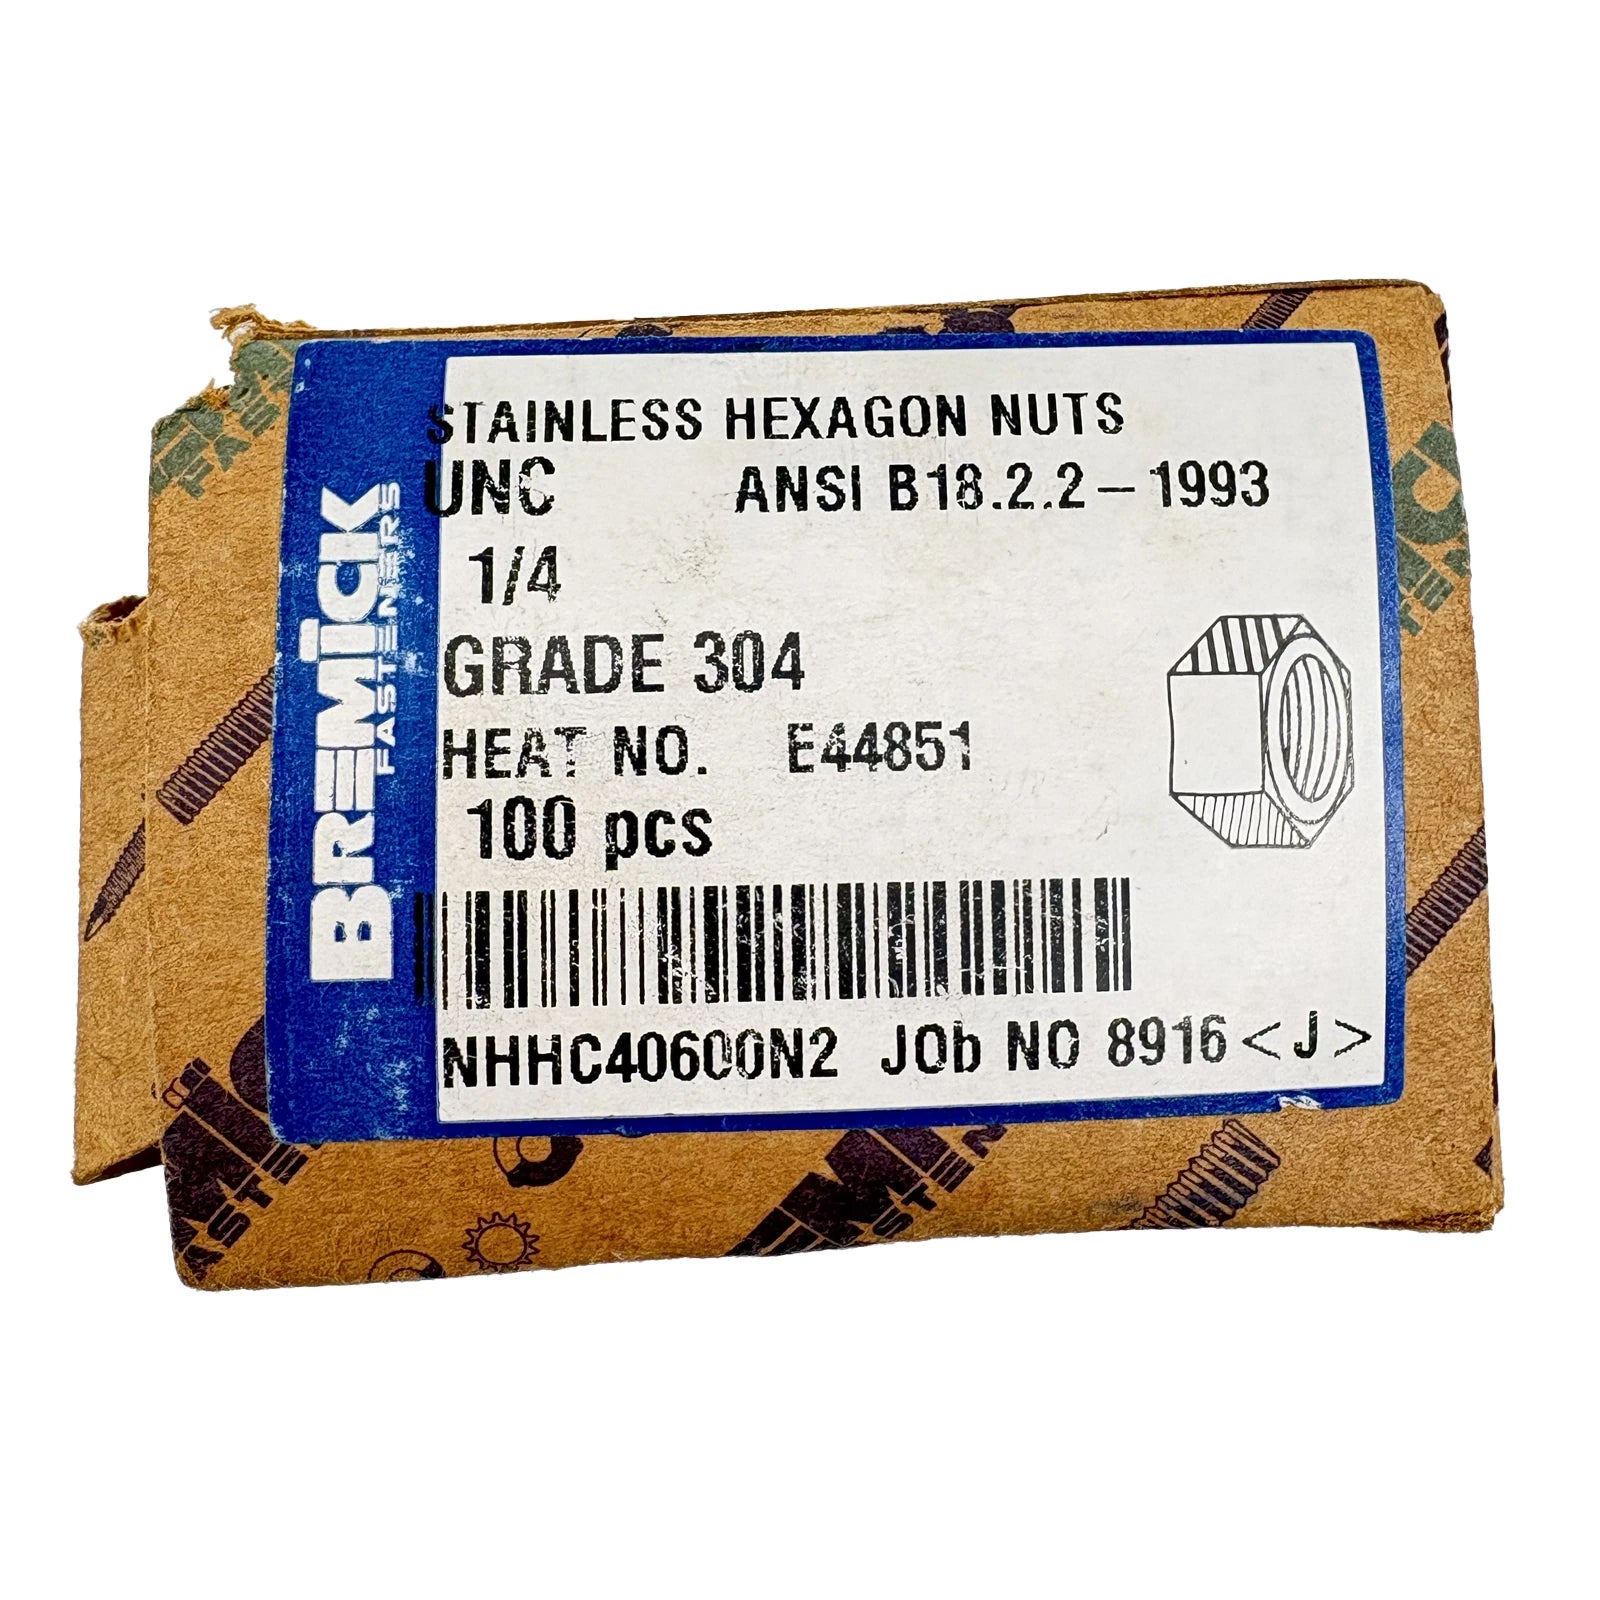 BREMICK
FASTENERS
STAINLESS HEXAGON NUTS
UNC ANSI B18.2.2-1993
1/4
GRADE 304
HEAT NO. E44851
100 pcs
NHHC40600N2 JOb NO 8916 <J>